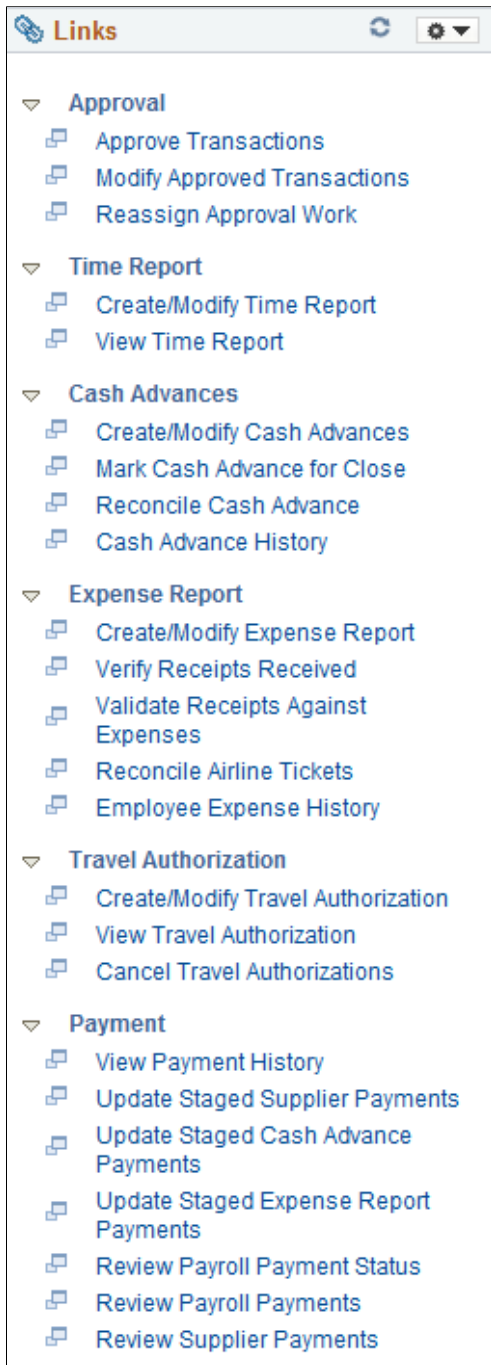 Links
Approval
Approve Transactions
Modify Approved Transactions
Reassign Approval Work
Time Report
Create/Modify Time Report
View Time Report
Cash Advances
Create/Modify Cash Advances
Mark Cash Advance for Close
Reconcile Cash Advance
Cash Advance History
Expense Report
Create/Modify Expense Report
Verify Receipts Received
Validate Receipts Against
Expenses
Reconcile Airline Tickets
Employee Expense History
Travel Authorization
Create/Modify Travel Authorization
View Travel Authorization
Cancel Travel Authorizations
Payment
View Payment History
Update Staged Supplier Payments
Update Staged Cash Advance
Payments
Update Staged Expense Report
Payments
Review Payroll Payment Status
Review Payroll Payments
Review Supplier Payments